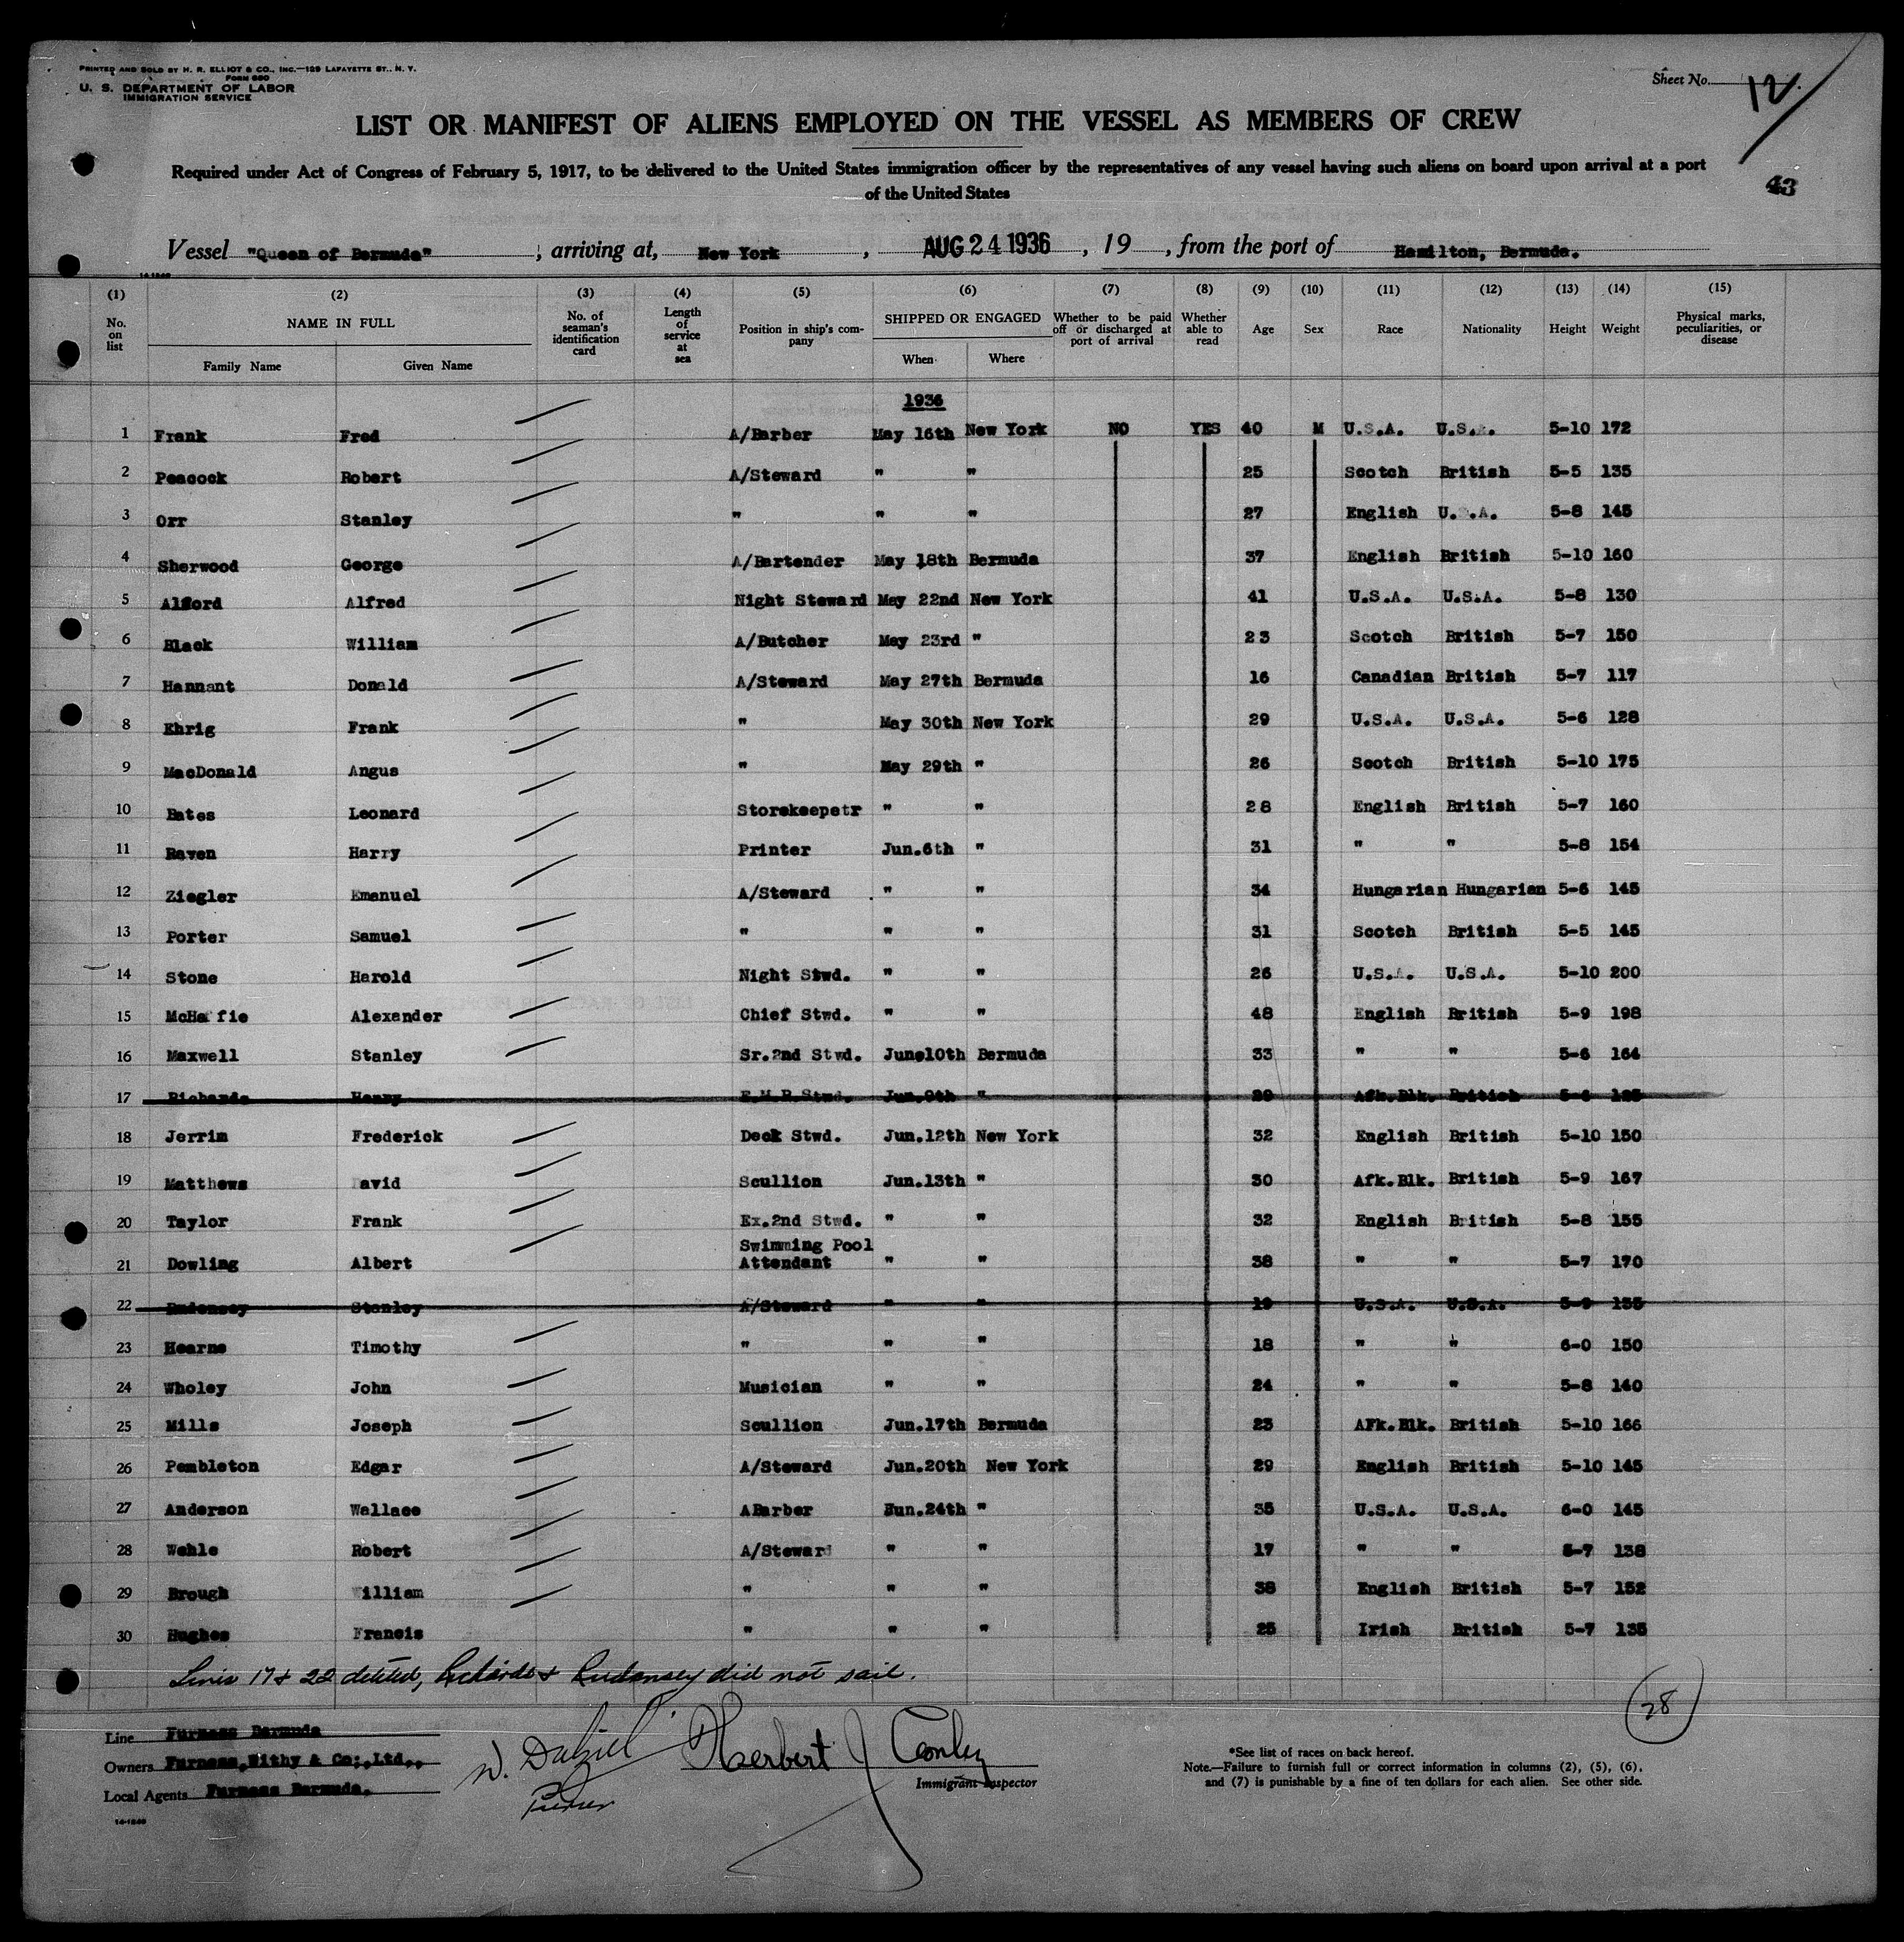 PRINTED AND SOLD BY H. R. ELLIOT & CO., INC.—129 LAFAYETTE ST., N. Y.
FORM 680
U. S. DEPARTMENT OF LABOR
IMMIGRATION SERVICE
Sheet No. 12
LIST OR MANIFEST OF ALIENS EMPLOYED ON THE VESSEL AS MEMBERS OF CREW
Required under Act of Congress of February 5, 1917, to be delivered to the United States immigration officer by the representatives of any vessel having such aliens on board upon arrival at a port
of the United States
43
Vessel "Queen of Bermuda" ; arriving at, New York , AUG 24 1936 , 19 , from the port of Hamilton, Bermuda.
(1) (2) (3) (4) (5) (6) (7) (8) (9) (10) (11) (12) (13) (14) (15)
No. on list NAME IN FULL Family Name Given Name No. of seaman's identification card Length of service at sea Position in ship's company SHIPPED OR ENGAGED When Where Whether to be paid off or discharged at port of arrival Whether able to read Age Sex Race Nationality Height Weight Physical marks, peculiarities, or disease
1936
1 Frank Fred A/Barber May 16th New York NO YES 40 M U.S.A. U.S.A. 5-10 172
2 Peacock Robert A/Steward " " 25 Scotch British 5-5 135
3 Orr Stanley " " " 27 English U.S.A. 5-8 145
4 Sherwood George A/Bartender May 18th Bermuda 37 English British 5-10 160
5 Alford Alfred Night Steward May 22nd New York 41 U.S.A. U.S.A. 5-8 130
6 Black William A/Butcher May 23rd " 23 Scotch British 5-7 150
7 Hannant Donald A/Steward May 27th Bermuda 16 Canadian British 5-7 117
8 Ehrig Frank " May 30th New York 29 U.S.A. U.S.A. 5-6 128
9 MacDonald Angus " May 29th " 26 Scotch British 5-10 175
10 Bates Leonard Storekeepetr " " 28 English British 5-7 160
11 Raven Harry Printer Jun.6th " 31 " " 5-8 154
12 Ziegler Emanuel A/Steward " " 34 Hungarian Hungarian 5-6 145
13 Porter Samuel " " " 31 Scotch British 5-5 145
14 Stone Harold Night Stwd. " " 26 U.S.A. U.S.A. 5-10 200
15 McHaffie Alexander Chief Stwd. " " 48 English British 5-9 198
16 Maxwell Stanley Sr.2nd Stwd. June10th Bermuda 33 " " 5-6 164
17 Richards Henry E.M.R.Stwd. Jun.9th " Afk.Blk. British
18 Jerrim Frederick Deck Stwd. Jun.12th New York 32 English British 5-10 150
19 Matthews David Scullion Jun.13th " 30 Afk.Blk. British 5-9 167
20 Taylor Frank Ex.2nd Stwd. " " 32 English British 5-8 155
21 Dowling Albert Swimming Pool Attendant " " 38 " " 5-7 170
22 Rudensey Stanley A/Steward " " 19 U.S.A. U.S.A. 5-9 135
23 Hearne Timothy " " " 18 " " 6-0 150
24 Wholey John Musician " " 24 " " 5-8 140
25 Mills Joseph Scullion Jun.17th Bermuda 23 AFk.Blk. British 5-10 166
26 Pembleton Edgar A/Steward Jun.20th New York 29 English British 5-10 145
27 Anderson Wallace ABarber Jun.24th " 35 U.S.A. U.S.A. 6-0 145
28 Wehle Robert A/Steward " " 17 " " 5-7 138
29 Brough William " " " 38 English British 5-7 152
30 Hughes Francis " " " 25 Irish British 5-7 135
Lines 17 & 22 deleted, Richards & Rudensey did not sail.
28
Line Furness Bermuda
Owners Furness, Withy & Co;,Ltd.,
Local Agents Furness Bermuda.
Purser
Herbert J Conley
Immigrant Inspector
*See list of races on back hereof.
Note.—Failure to furnish full or correct information in columns (2), (5), (6),
and (7) is punishable by a fine of ten dollars for each alien. See other side.
14-1240